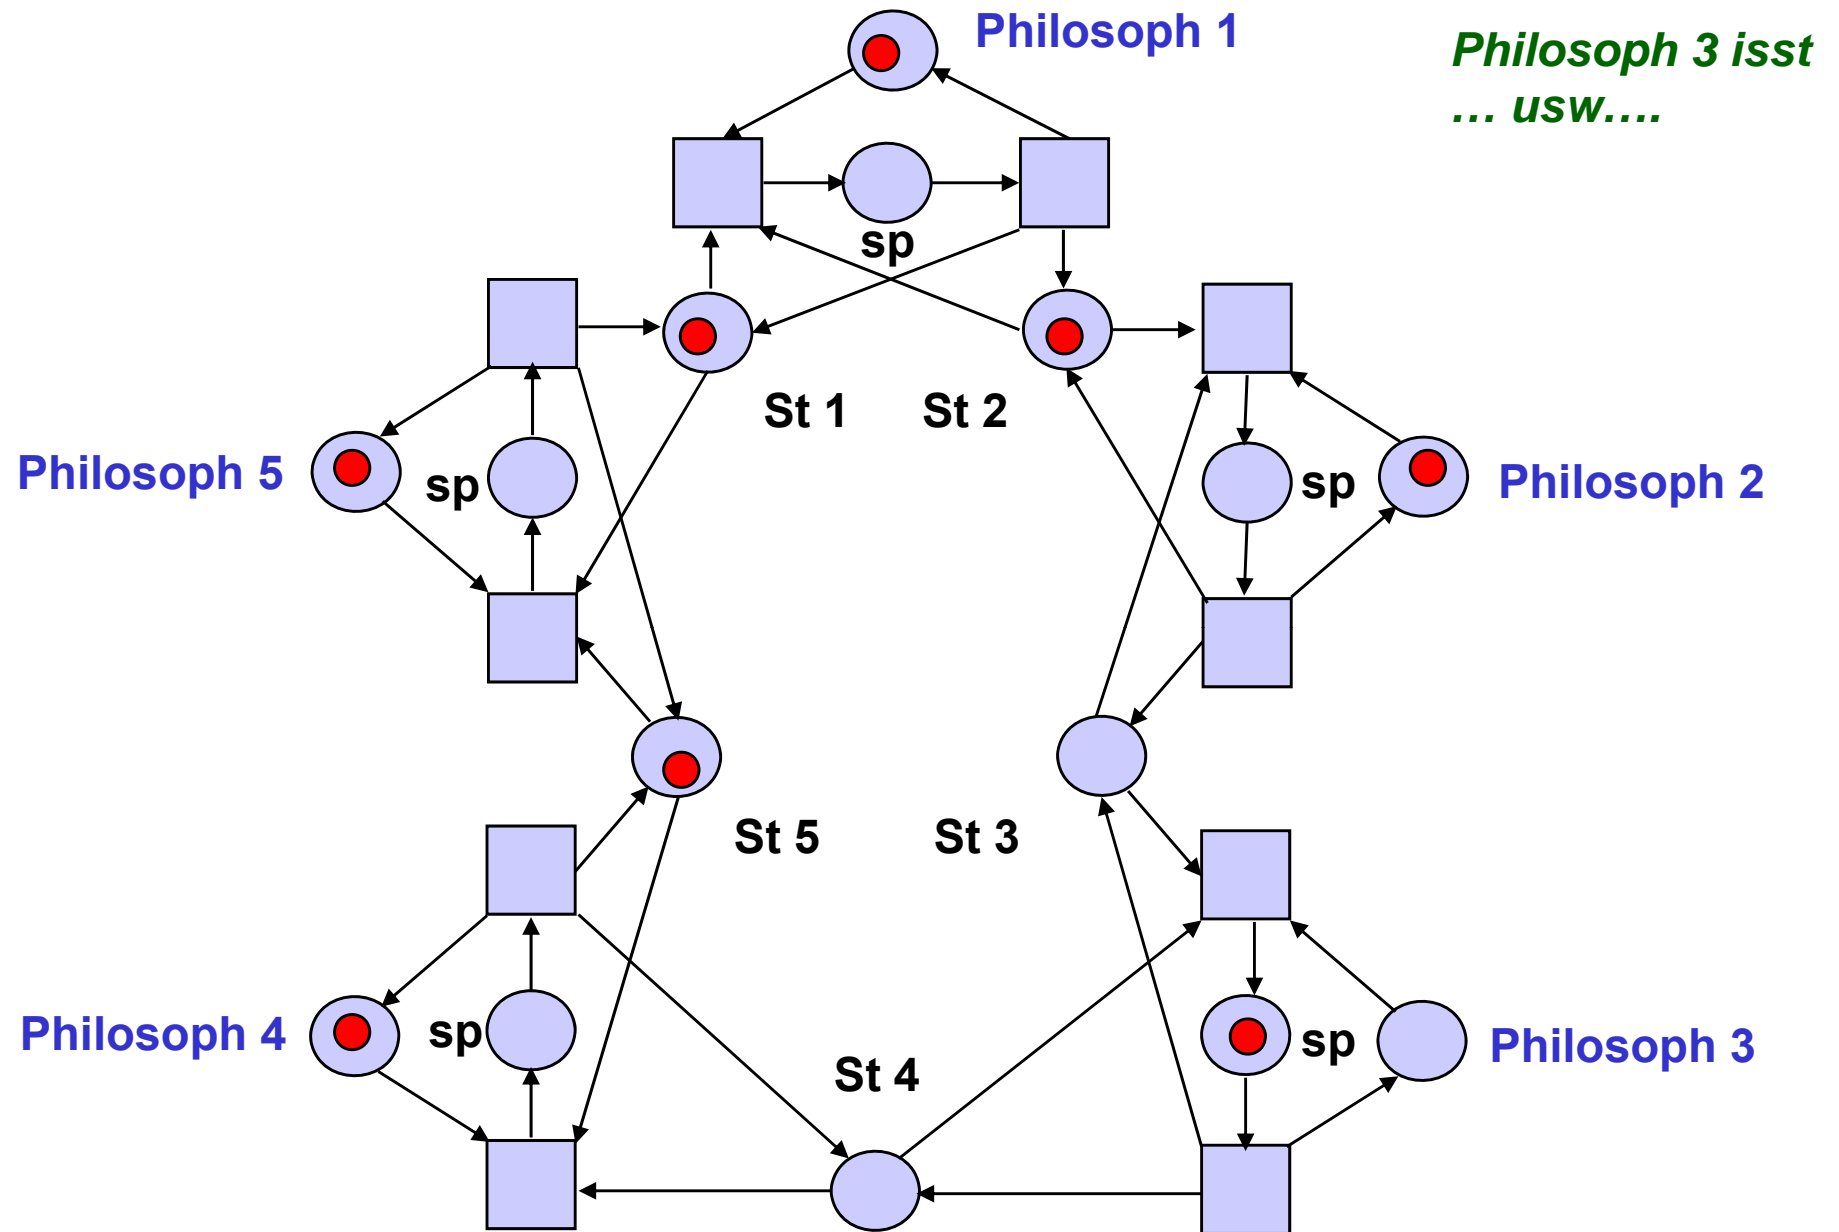 Philosoph 1
Philosoph 3 isst
… usw….
sp
St 1
St 2
Philosoph 5
sp
sp
Philosoph 2
St 5
St 3
Philosoph 4
sp
St 4
sp
Philosoph 3